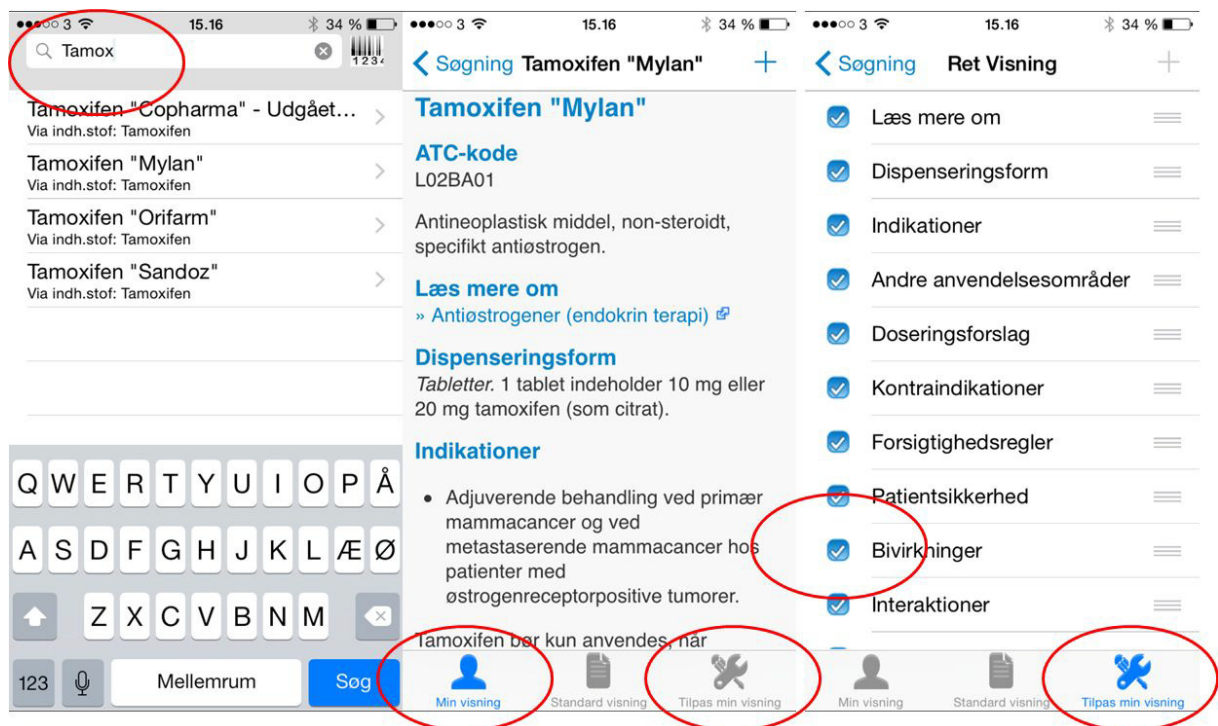 3 15.16 34 %
Tamox
1234
Tamoxifen "Copharma" - Udgået...
Via indh.stof: Tamoxifen
Tamoxifen "Mylan"
Via indh.stof: Tamoxifen
Tamoxifen "Orifarm"
Via indh.stof: Tamoxifen
Tamoxifen "Sandoz"
Via indh.stof: Tamoxifen
Q W E R T Y U I O P Å
A S D F G H J K L Æ Ø
Z X C V B N M
123 Mellemrum Søg
3 15.16 34 %
Søgning Tamoxifen "Mylan" +
Tamoxifen "Mylan"
ATC-kode
L02BA01
Antineoplastisk middel, non-steroidt,
specifikt antiøstrogen.
Læs mere om
» Antiøstrogener (endokrin terapi)
Dispenseringsform
Tabletter. 1 tablet indeholder 10 mg eller
20 mg tamoxifen (som citrat).
Indikationer
• Adjuverende behandling ved primær
mammacancer og ved
metastaserende mammacancer hos
patienter med
østrogenreceptorpositive tumorer.
Tamoxifen bør kun anvendes, når
Min visning Standard visning Tilpas min visning
3 15.16 34 %
Søgning Ret Visning +
Læs mere om
Dispenseringsform
Indikationer
Andre anvendelsesområder
Doseringsforslag
Kontraindikationer
Forsigtighedsregler
Patientsikkerhed
Bivirkninger
Interaktioner
Min visning Standard visning Tilpas min visning